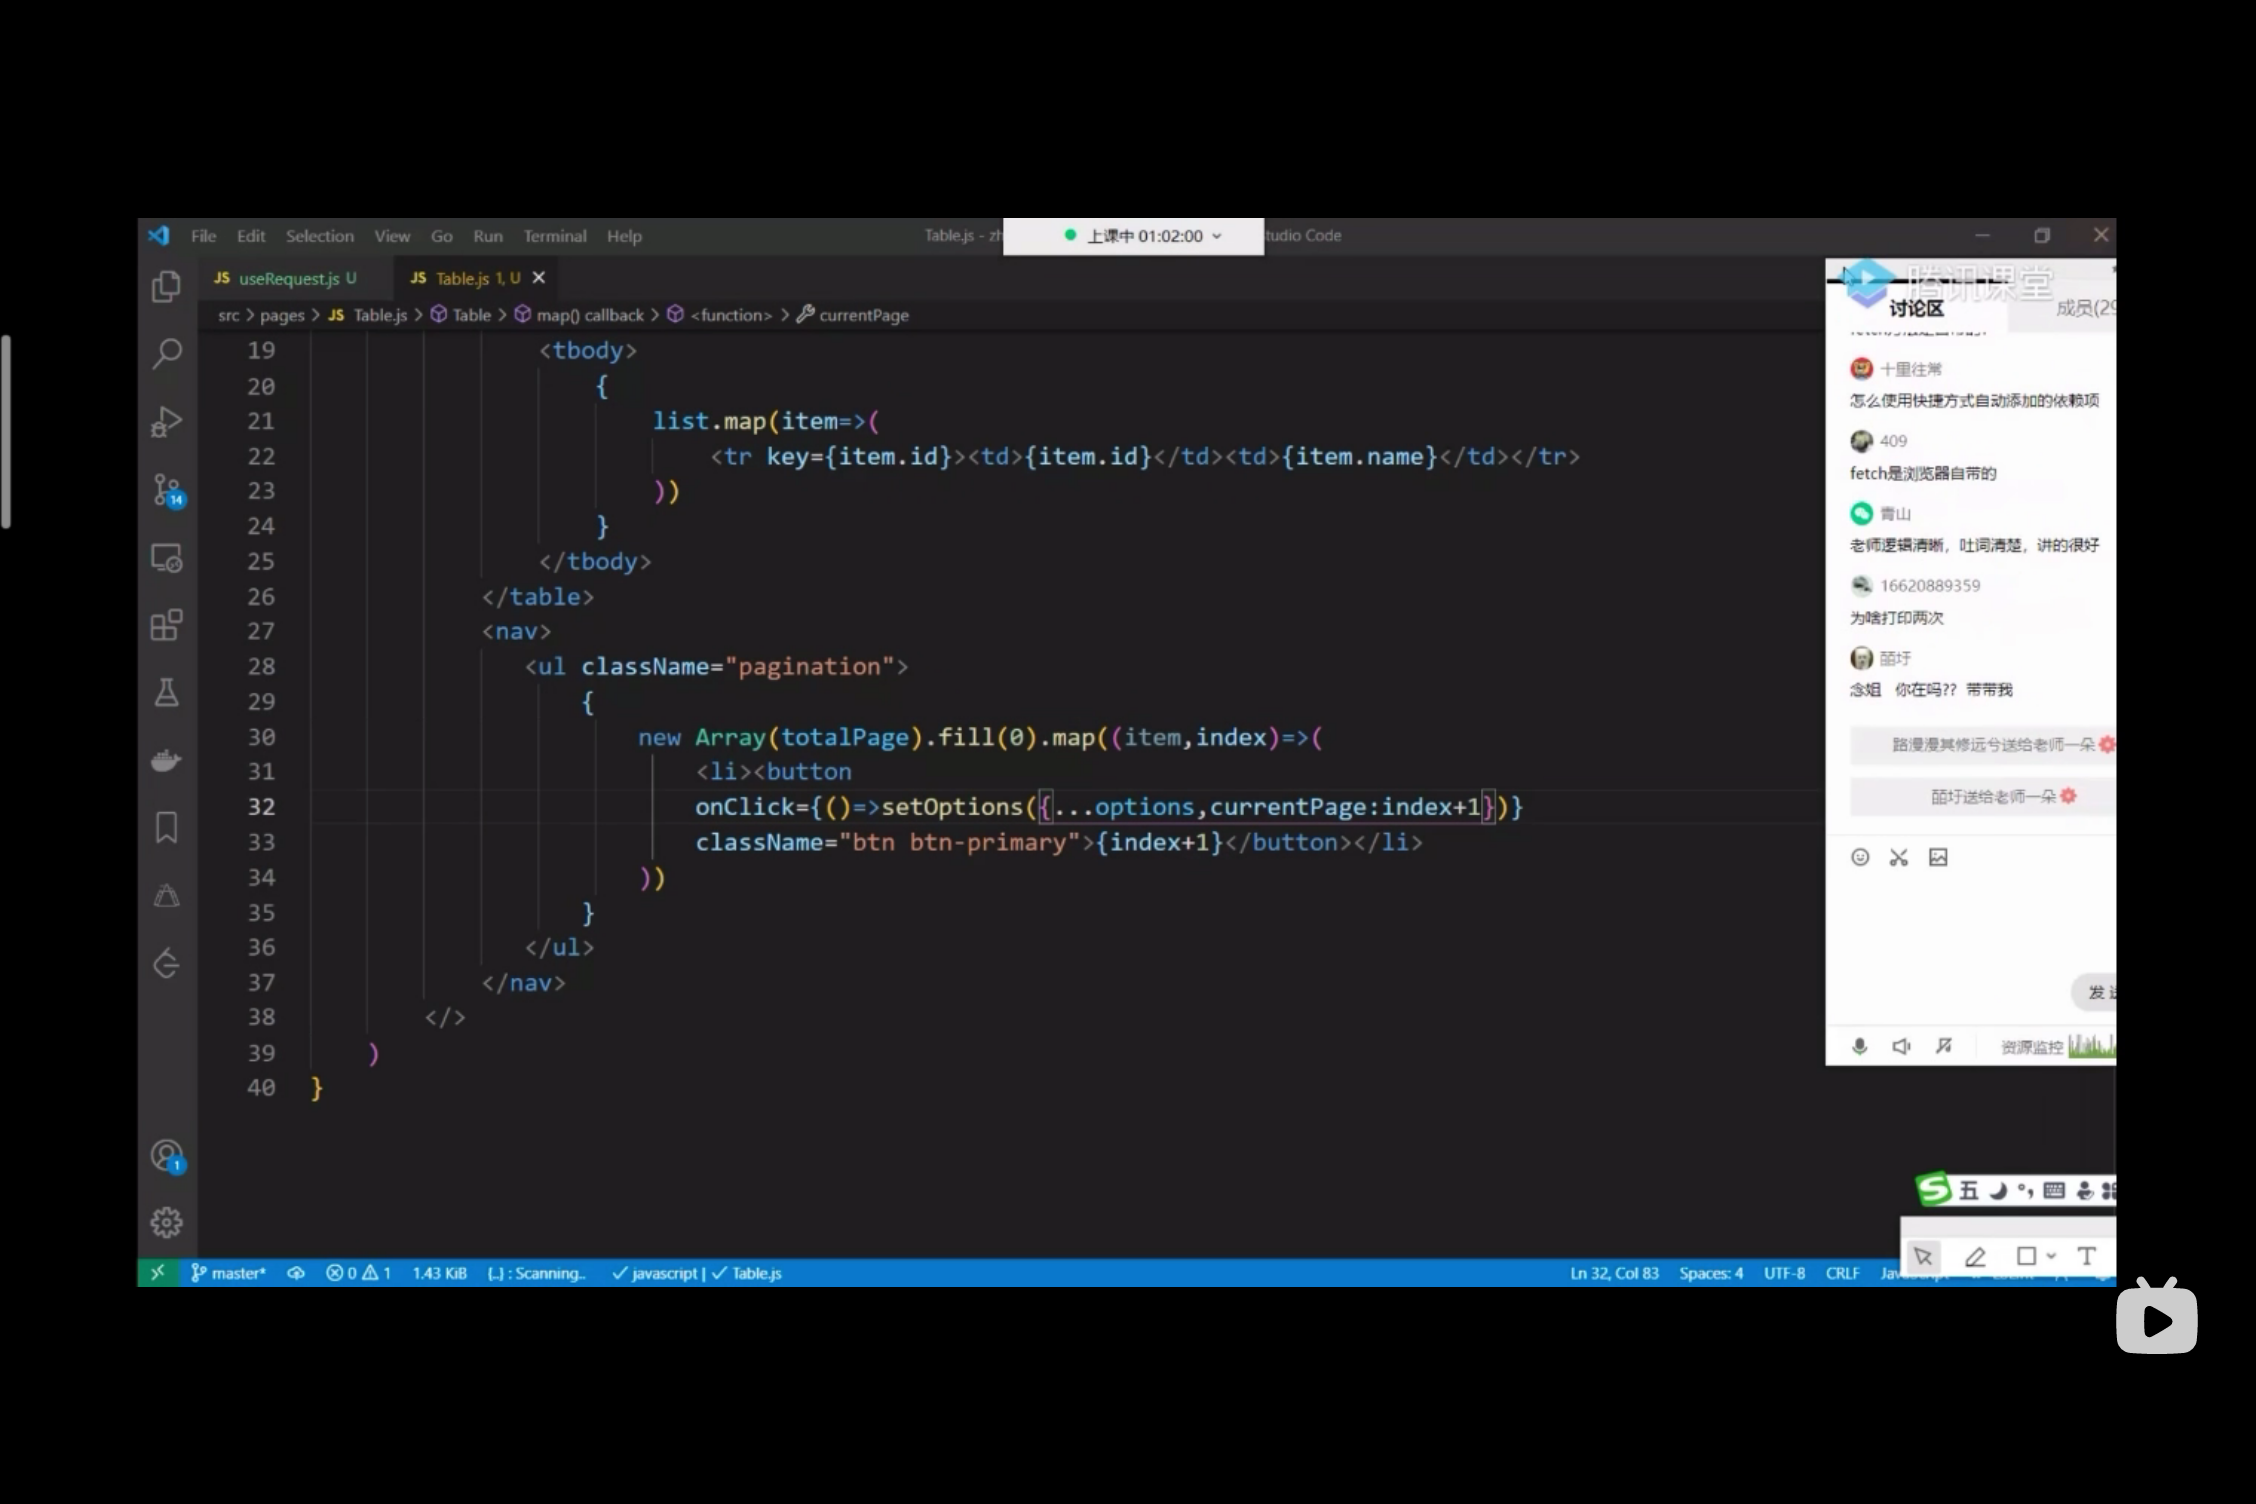 File Edit Selection View Go Run Terminal Help
Table.js - zh
上课中 01:02:00
tudio Code
JS useRequest.js U
JS Table.js 1, U
src > pages > JS Table.js > Table > map() callback > <function> > currentPage
19 <tbody>
20 {
21 list.map(item=>(
22 <tr key={item.id}><td>{item.id}</td><td>{item.name}</td></tr>
23 ))
24 }
25 </tbody>
26 </table>
27 <nav>
28 <ul className="pagination">
29 {
30 new Array(totalPage).fill(0).map((item,index)=>(
31 <li><button
32 onClick={()=>setOptions({...options,currentPage:index+1})}
33 className="btn btn-primary">{index+1}</button></li>
34 ))
35 }
36 </ul>
37 </nav>
38 </>
39 )
40 }
14
1
腾讯课堂
讨论区
成员(29
十里往常
怎么使用快捷方式自动添加的依赖项
409
fetch是浏览器自带的
青山
老师逻辑清晰，吐词清楚，讲的很好
16620889359
为啥打印两次
念姐 你在吗?? 带带我
路漫漫其修远兮送给老师一朵
送给老师一朵
发送
资源监控
五
T
master* 0 1 1.43 KiB {..} : Scanning.. javascript | Table.js
Ln 32, Col 83 Spaces: 4 UTF-8 CRLF